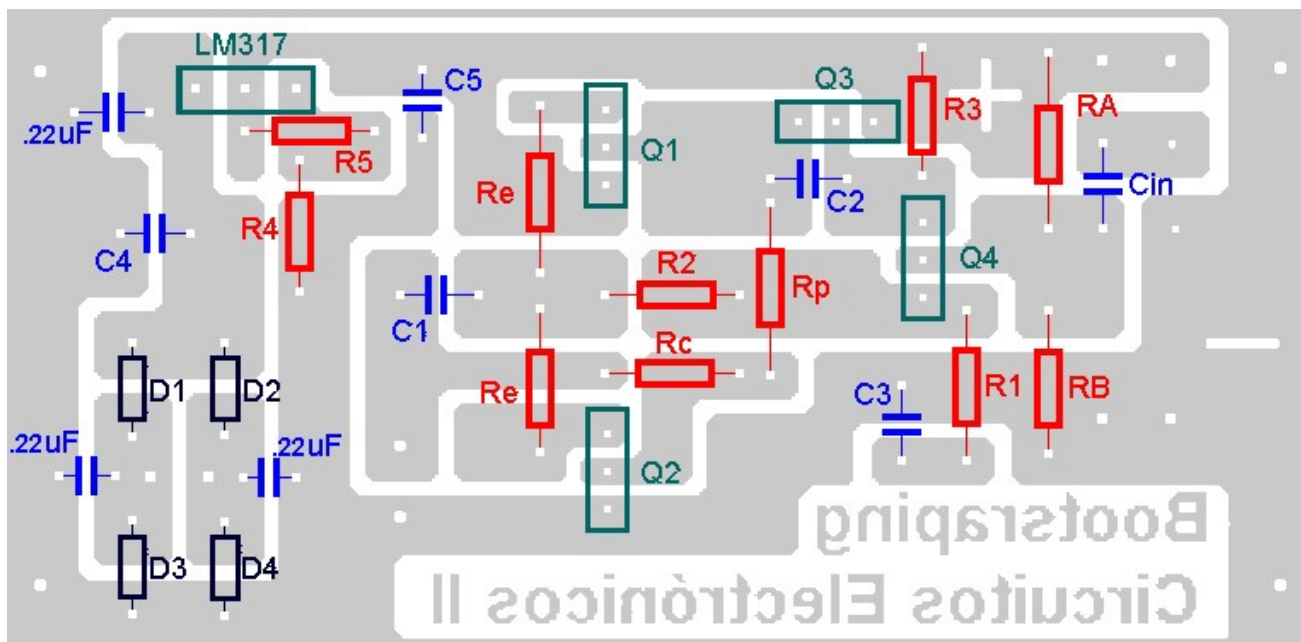 LM317
C5
Q3
R3
RA
.22uF
R5
Q1
Re
C2
Cin
R4
C4
Q4
R2
Rp
C1
Rc
D1
D2
Re
R1
RB
C3
.22uF
.22uF
Q2
Bootsraping
D3
D4
Circuitos Electrónicos II